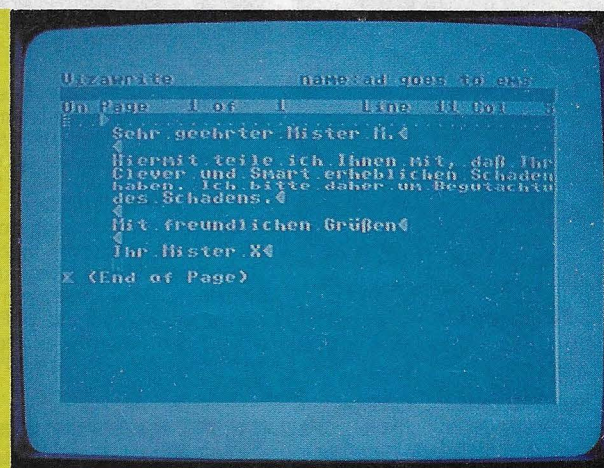 Vizawrite name:ad goes to ems
On Page 1 of 1 Line 11 Col 5
Sehr geehrter Mister M.
Hiermit teile ich Ihnen mit, daß Ihr
Clever und Smart erheblichen Schaden
haben. Ich bitte daher um Begutachtu
des Schadens.
Mit freundlichen Grüßen
Ihr Mister X
X (End of Page)